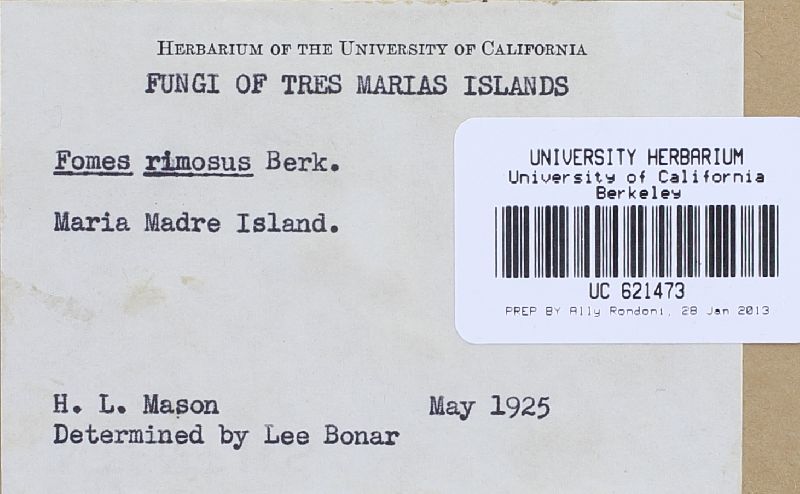 HERBARIUM OF THE UNIVERSITY OF CALIFORNIA
FUNGI OF TRES MARIAS ISLANDS
Fomes rimosus Berk.
Maria Madre Island.
H. L. Mason May 1925
Determined by Lee Bonar
UNIVERSITY HERBARIUM
University of California
Berkeley
UC 621473
PREP BY Ally Rondoni, 28 Jan 2013